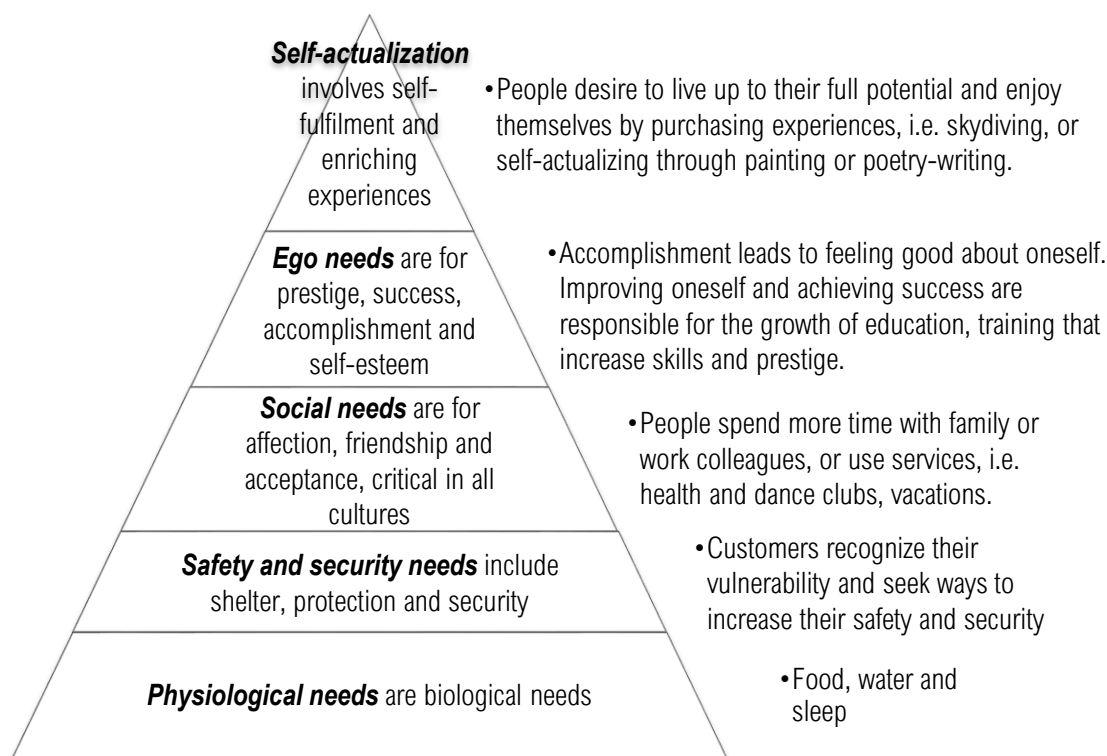 Self-actualization
involves self-
fulfilment and
enriching
experiences
•People desire to live up to their full potential and enjoy
themselves by purchasing experiences, i.e. skydiving, or
self-actualizing through painting or poetry-writing.
Ego needs are for
prestige, success,
accomplishment and
self-esteem
•Accomplishment leads to feeling good about oneself.
Improving oneself and achieving success are
responsible for the growth of education, training that
increase skills and prestige.
Social needs are for
affection, friendship and
acceptance, critical in all
cultures
•People spend more time with family or
work colleagues, or use services, i.e.
health and dance clubs, vacations.
Safety and security needs include
shelter, protection and security
•Customers recognize their
vulnerability and seek ways to
increase their safety and security
Physiological needs are biological needs
•Food, water and
sleep